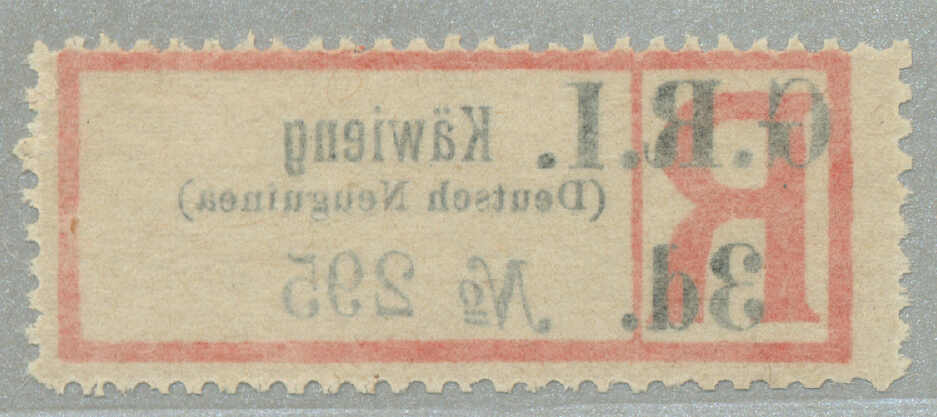 G.R.I.
R
3d.
Käwieng
(Deutsch Neuguinea)
№ 295